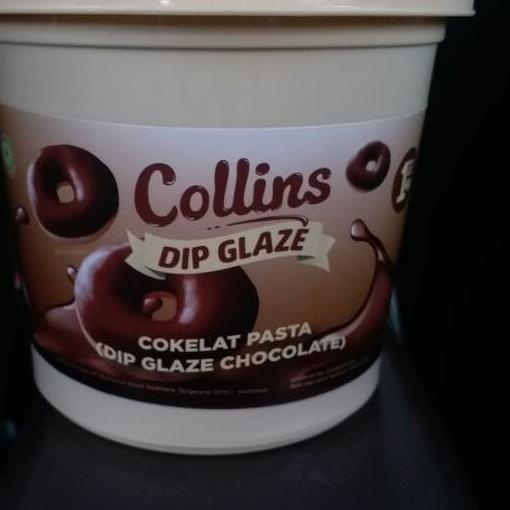 Collins
DIP GLAZE
COKELAT PASTA
(DIP GLAZE CHOCOLATE)